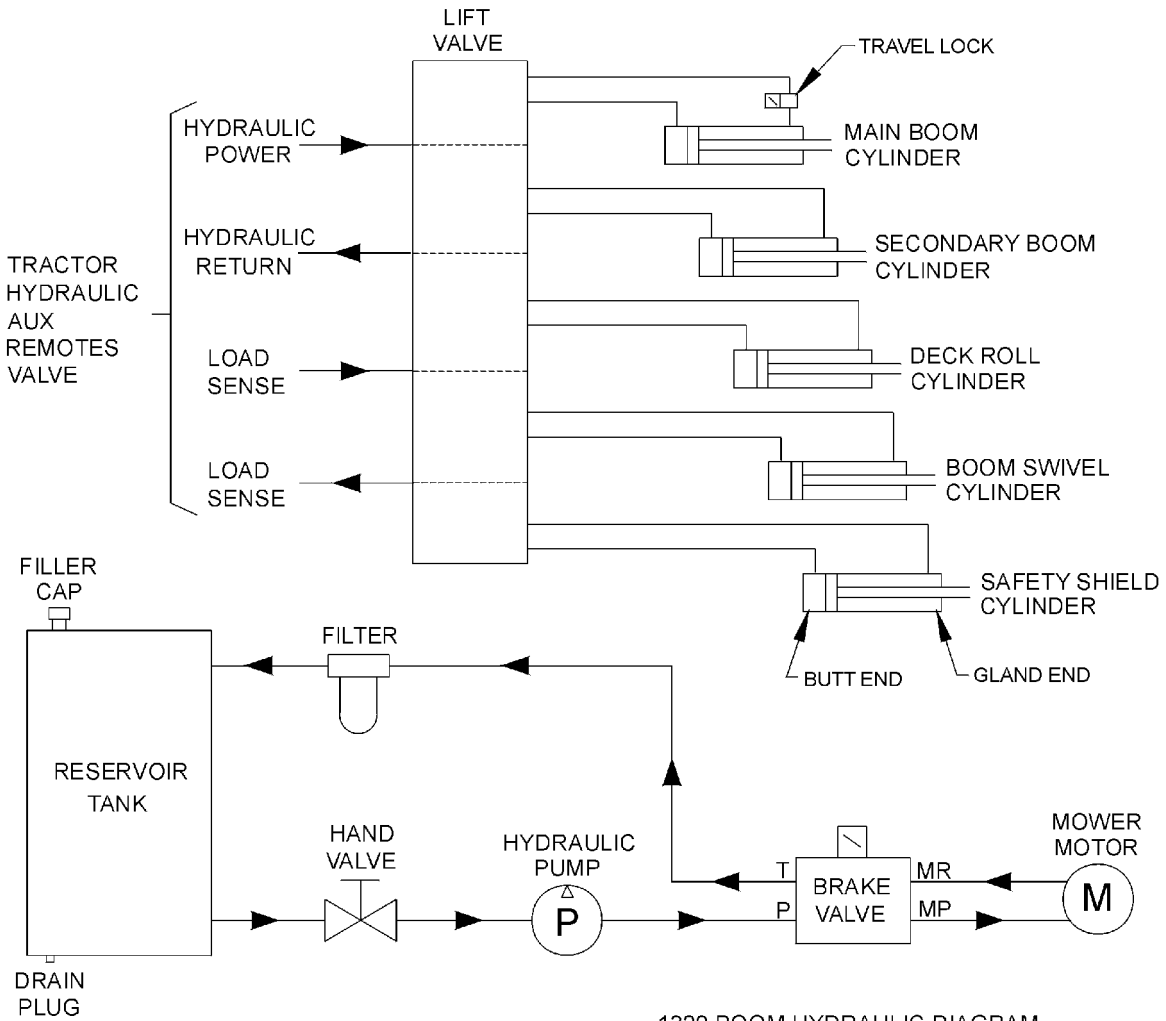 LIFT
VALVE
TRAVEL LOCK
HYDRAULIC
POWER
MAIN BOOM
CYLINDER
HYDRAULIC
RETURN
SECONDARY BOOM
CYLINDER
TRACTOR
HYDRAULIC
AUX
REMOTES
VALVE
LOAD
SENSE
DECK ROLL
CYLINDER
LOAD
SENSE
BOOM SWIVEL
CYLINDER
FILLER
CAP
SAFETY SHIELD
CYLINDER
FILTER
BUTT END
GLAND END
RESERVOIR
TANK
HAND
VALVE
HYDRAULIC
PUMP
P
T
P
BRAKE
VALVE
MR
MP
MOWER
MOTOR
M
DRAIN
PLUG
BOOM HYDRAULIC DIAGRAM